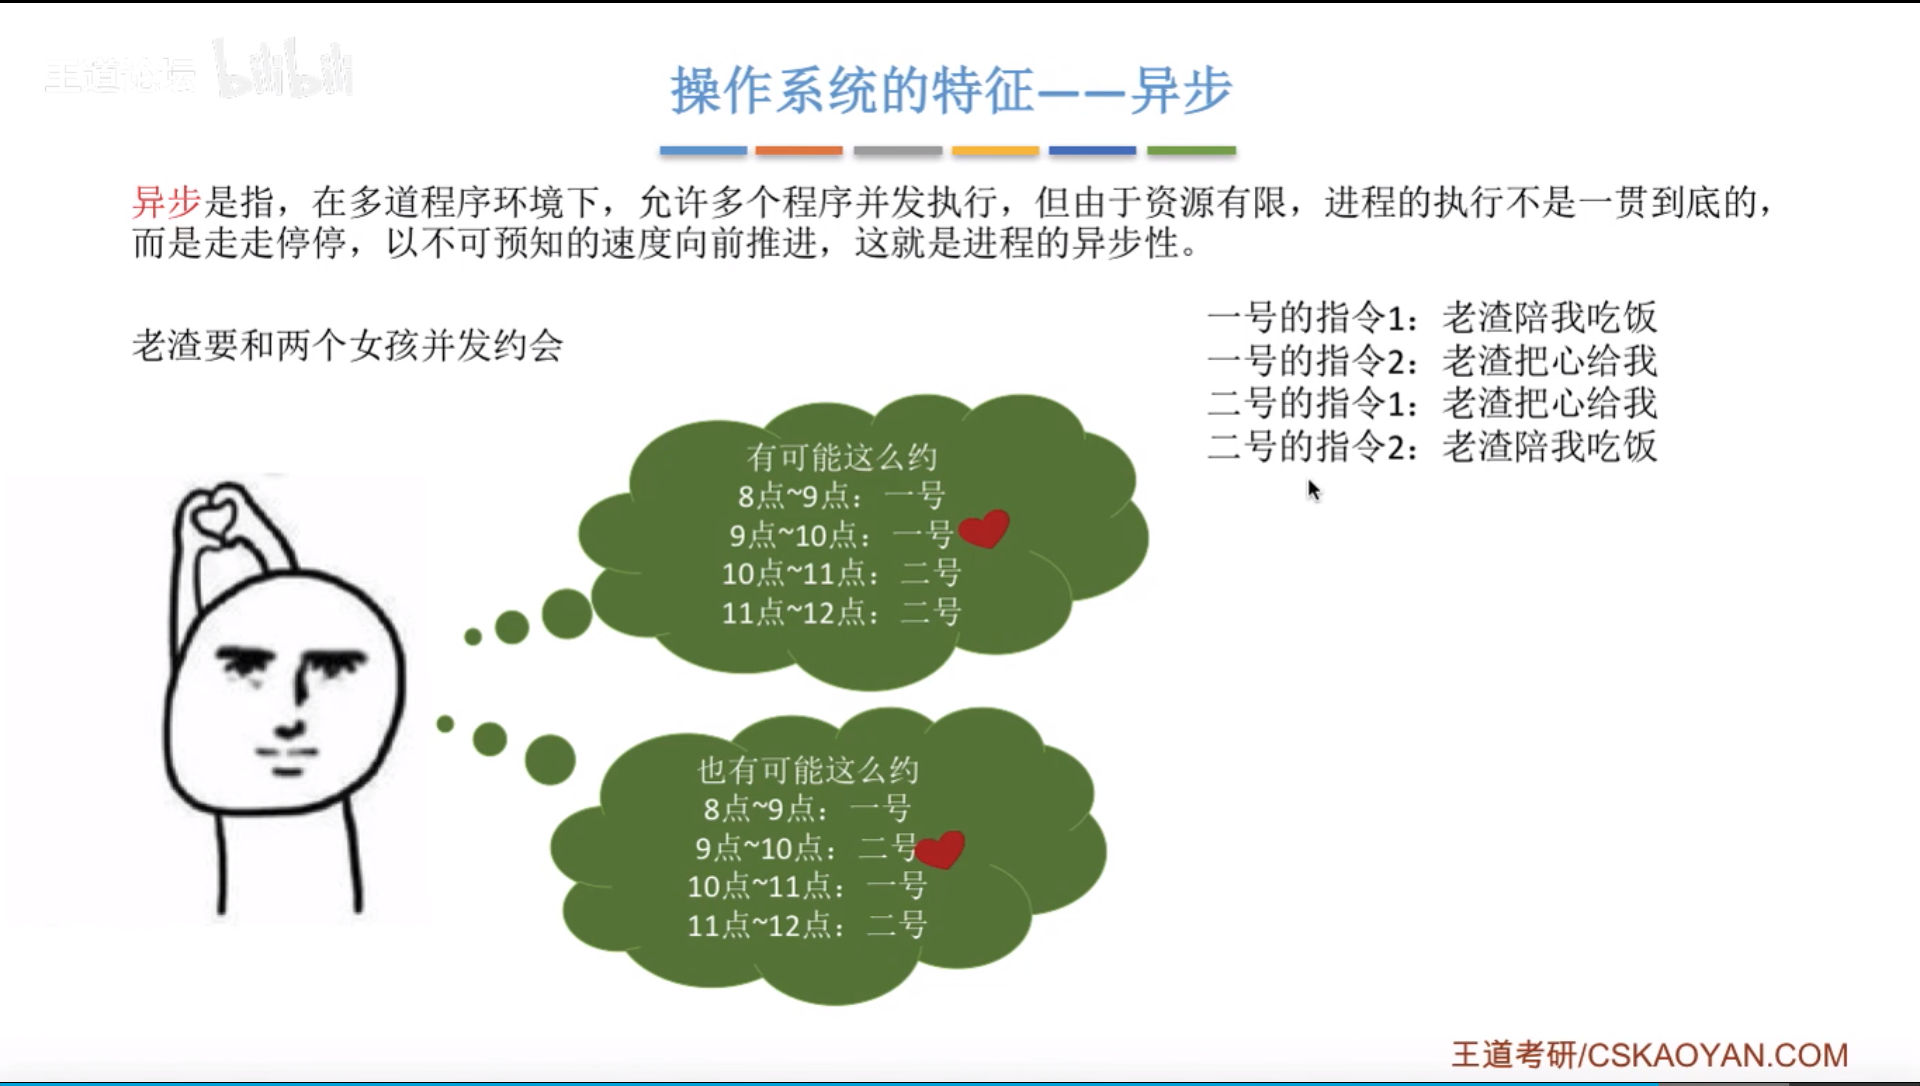 王道论坛 bilibili
操作系统的特征——异步
异步是指，在多道程序环境下，允许多个程序并发执行，但由于资源有限，进程的执行不是一贯到底的，
而是走走停停，以不可预知的速度向前推进，这就是进程的异步性。
老渣要和两个女孩并发约会
一号的指令1：老渣陪我吃饭
一号的指令2：老渣把心给我
二号的指令1：老渣把心给我
二号的指令2：老渣陪我吃饭
有可能这么约
8点~9点：一号
9点~10点：一号
10点~11点：二号
11点~12点：二号
也有可能这么约
8点~9点：一号
9点~10点：二号
10点~11点：一号
11点~12点：二号
王道考研/CSKAOYAN.COM